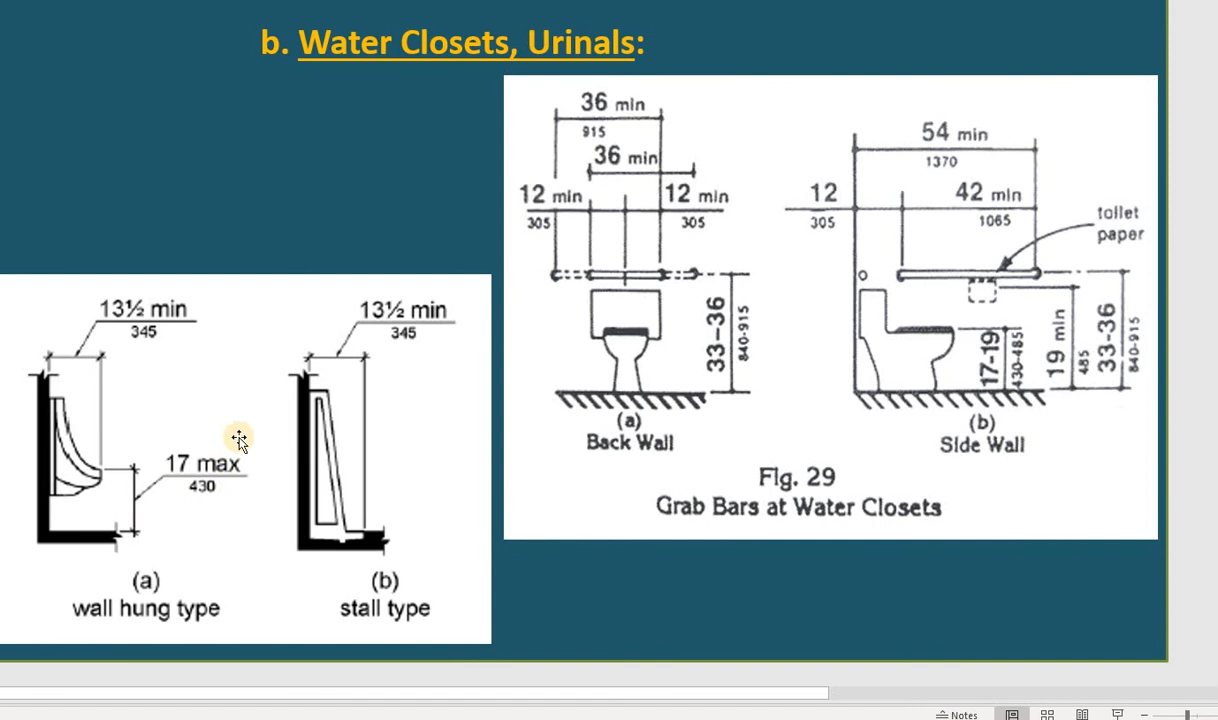 b. Water Closets, Urinals:
36 min
915
36 min
12 min
305
12 min
305
33-36
840-915
(a)
Back Wall
54 min
1370
12
305
42 min
1065
toilet
paper
17-19
430-485
19 min
485
33-36
840-915
(b)
Side Wall
Fig. 29
Grab Bars at Water Closets
13½ min
345
17 max
430
(a)
wall hung type
13½ min
345
(b)
stall type
Notes